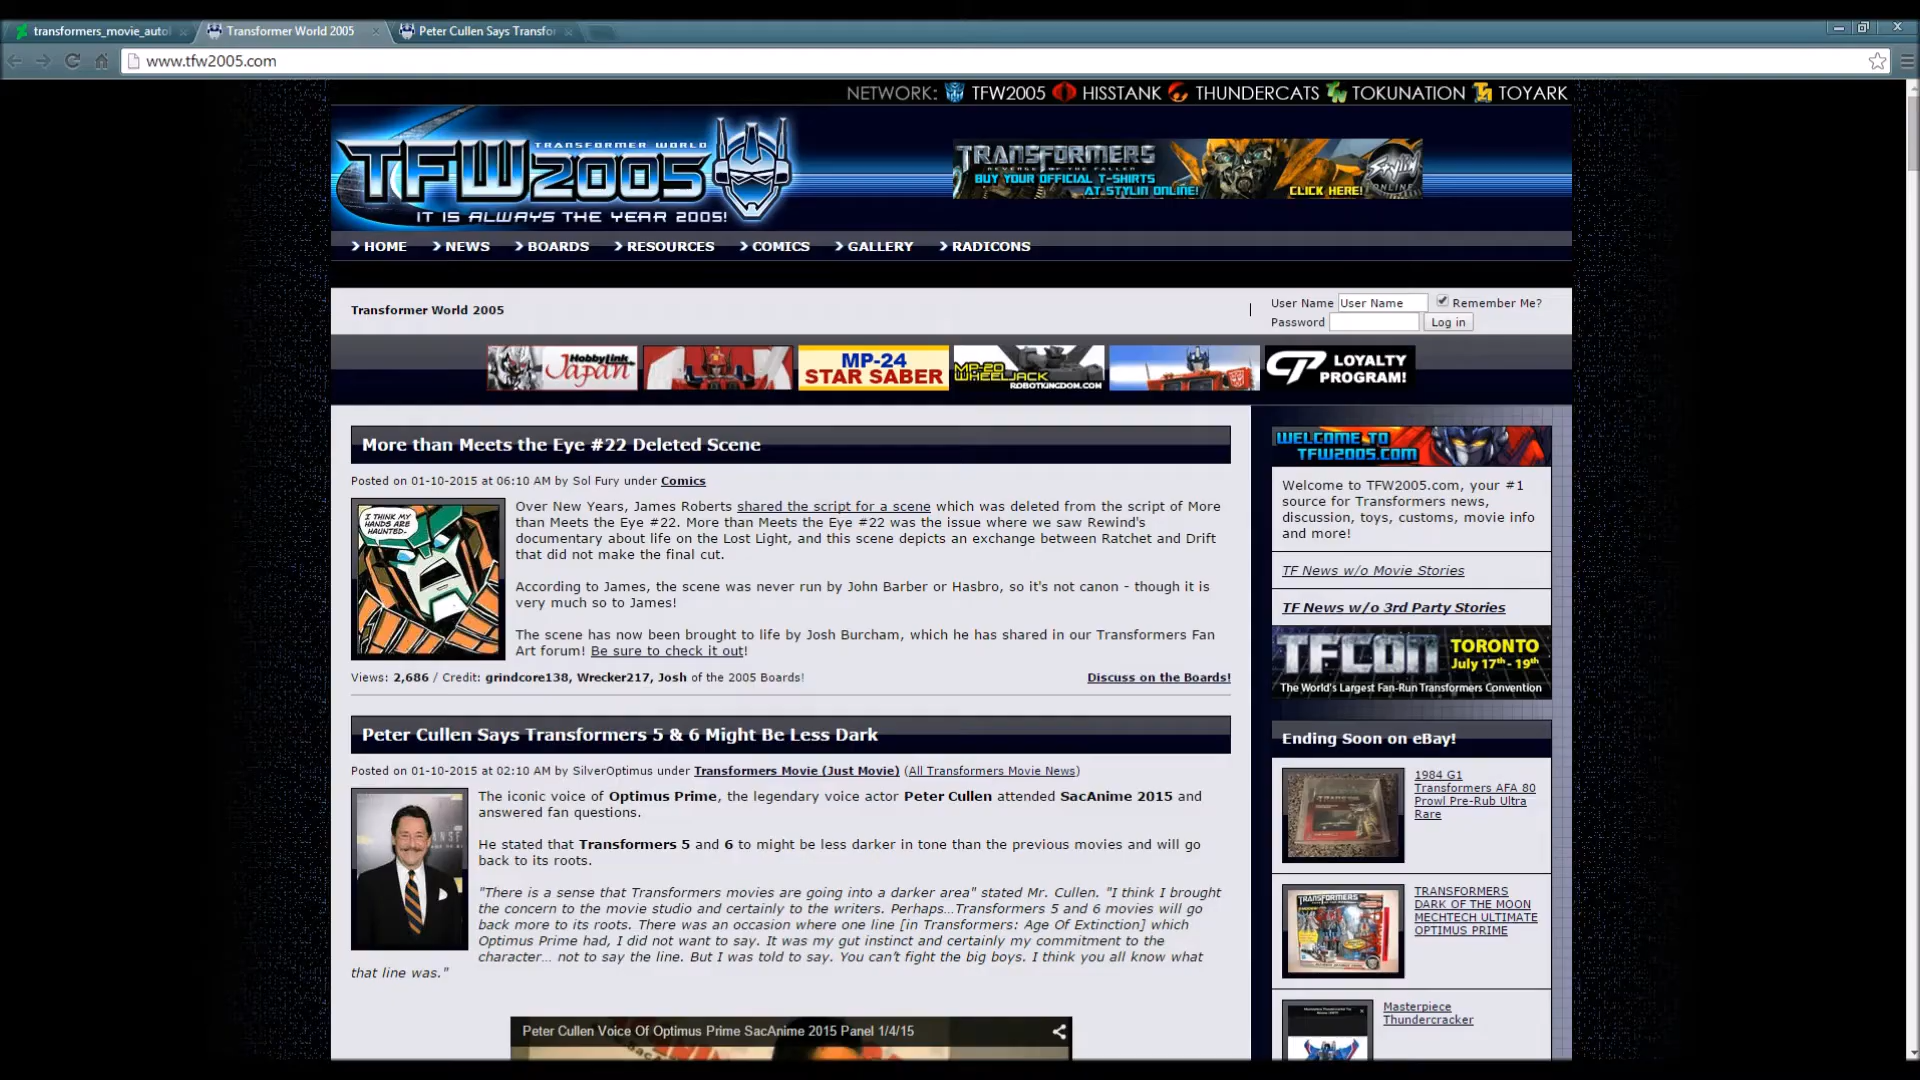 transformers_movie_autol
Transformer World 2005
Peter Cullen Says Transfor
www.tfw2005.com
NETWORK: TFW2005 HISSTANK THUNDERCATS TOKUNATION TOYARK
TRANSFORMER WORLD
TFW2005
IT IS ALWAYS THE YEAR 2005!
TRANSFORMERS
REVENGE OF THE FALLEN
BUY YOUR OFFICIAL T-SHIRTS
AT STYLIN ONLINE!
CLICK HERE!
STYLIN
ONLINE
HOME NEWS BOARDS RESOURCES COMICS GALLERY RADICONS
Transformer World 2005
User Name User Name Remember Me?
Password Log in
HobbyLink
Japan
MP-24
STAR SABER
MP-20
WHEELJACK
ROBOTKINGDOM.COM
LOYALTY
PROGRAM!
More than Meets the Eye #22 Deleted Scene
Posted on 01-10-2015 at 06:10 AM by Sol Fury under Comics
I THINK MY
HANDS ARE
HAUNTED-
Over New Years, James Roberts shared the script for a scene which was deleted from the script of More
than Meets the Eye #22. More than Meets the Eye #22 was the issue where we saw Rewind's
documentary about life on the Lost Light, and this scene depicts an exchange between Ratchet and Drift
that did not make the final cut.
According to James, the scene was never run by John Barber or Hasbro, so it's not canon - though it is
very much so to James!
The scene has now been brought to life by Josh Burcham, which he has shared in our Transformers Fan
Art forum! Be sure to check it out!
Views: 2,686 / Credit: grindcore138, Wrecker217, Josh of the 2005 Boards!
Discuss on the Boards!
Peter Cullen Says Transformers 5 & 6 Might Be Less Dark
Posted on 01-10-2015 at 02:10 AM by SilverOptimus under Transformers Movie (Just Movie) (All Transformers Movie News)
The iconic voice of Optimus Prime, the legendary voice actor Peter Cullen attended SacAnime 2015 and
answered fan questions.
He stated that Transformers 5 and 6 to might be less darker in tone than the previous movies and will go
back to its roots.
"There is a sense that Transformers movies are going into a darker area" stated Mr. Cullen. "I think I brought
the concern to the movie studio and certainly to the writers. Perhaps...Transformers 5 and 6 movies will go
back more to its roots. There was an occasion where one line [in Transformers: Age Of Extinction] which
Optimus Prime had, I did not want to say. It was my gut instinct and certainly my commitment to the
character... not to say the line. But I was told to say. You can't fight the big boys. I think you all know what
that line was."
Peter Cullen Voice Of Optimus Prime SacAnime 2015 Panel 1/4/15
WELCOME TO
TFW2005.COM
Welcome to TFW2005.com, your #1
source for Transformers news,
discussion, toys, customs, movie info
and more!
TF News w/o Movie Stories
TF News w/o 3rd Party Stories
TFCON TORONTO
July 17th - 19th
The World's Largest Fan-Run Transformers Convention
Ending Soon on eBay!
1984 G1
Transformers AFA 80
Prowl Pre-Rub Ultra
Rare
TRANSFORMERS
DARK OF THE MOON
MECHTECH ULTIMATE
OPTIMUS PRIME
Masterpiece
Thundercracker